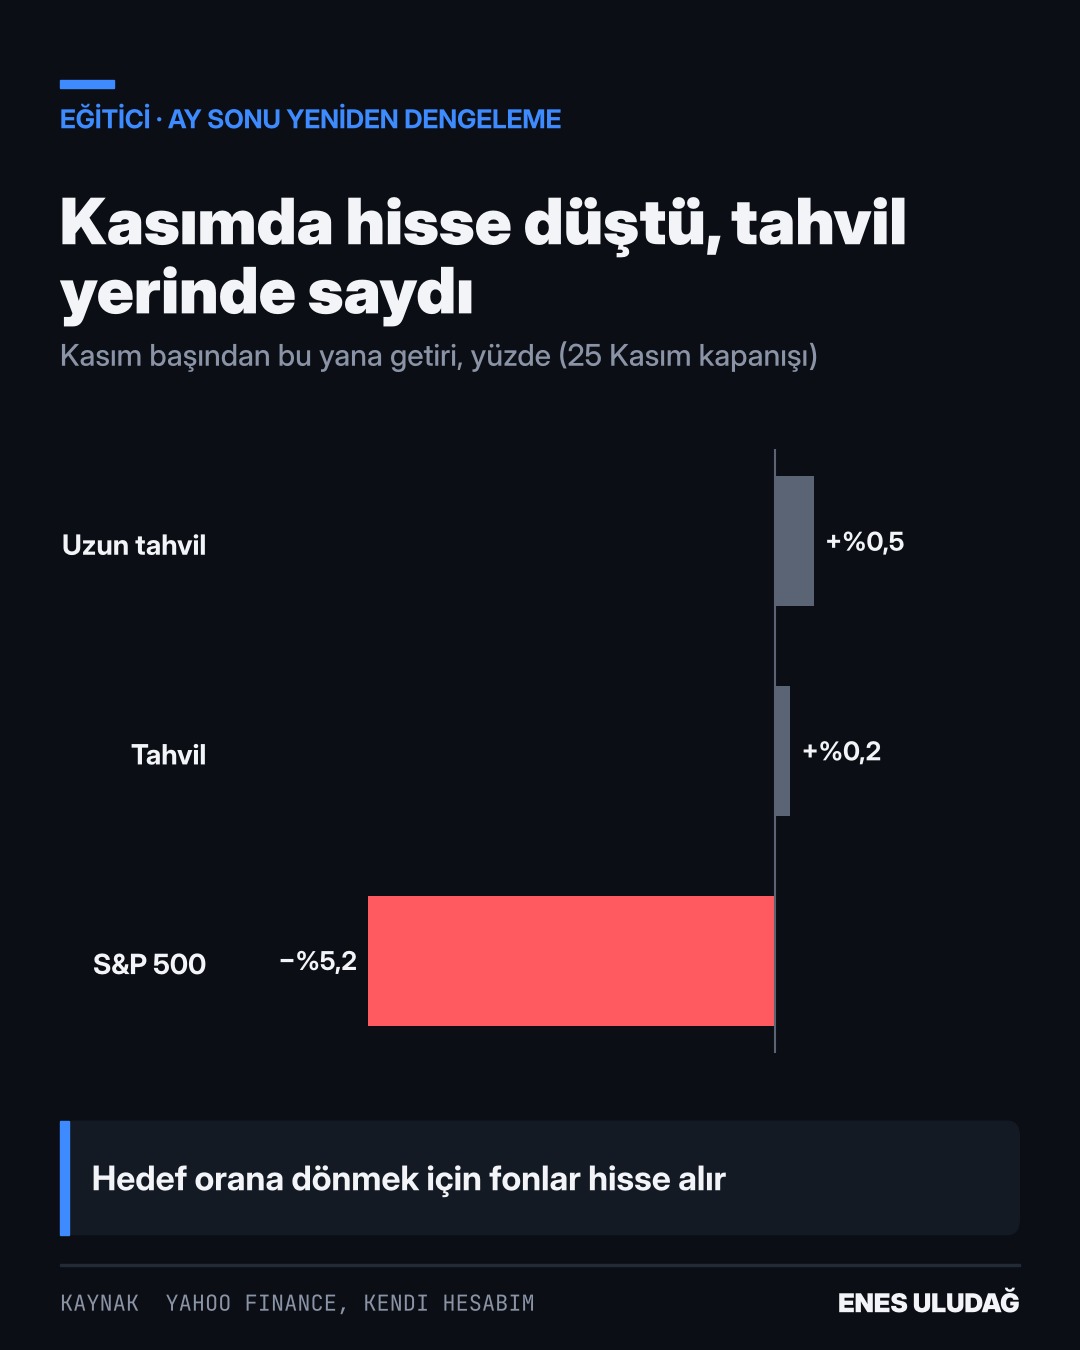 EĞİTİCİ · AY SONU YENİDEN DENGELEME
Kasımda hisse düştü, tahvil
yerinde saydı
Kasım başından bu yana getiri, yüzde (25 Kasım kapanışı)
Uzun tahvil
+%0,5
Tahvil
+%0,2
S&P 500
−%5,2
Hedef orana dönmek için fonlar hisse alır
KAYNAK YAHOO FINANCE, KENDI HESABIM
ENES ULUDAĞ